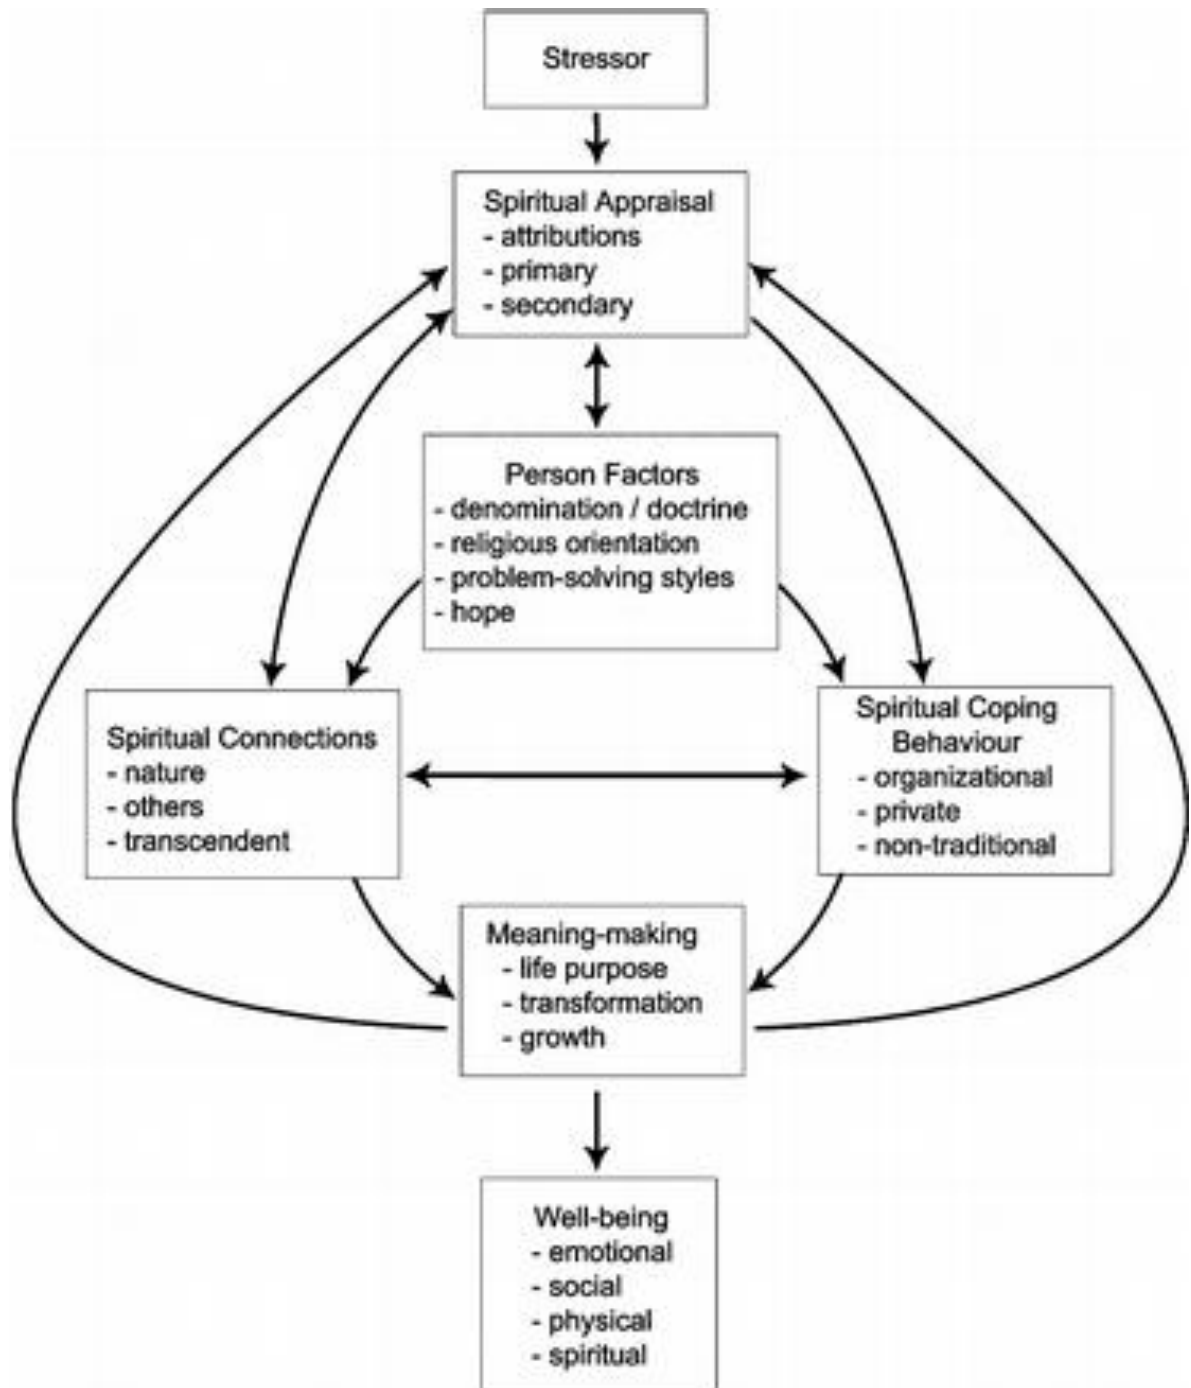 Stressor
Spiritual Appraisal
- attributions
- primary
- secondary
Person Factors
- denomination / doctrine
- religious orientation
- problem-solving styles
- hope
Spiritual Connections
- nature
- others
- transcendent
Spiritual Coping
Behaviour
- organizational
- private
- non-traditional
Meaning-making
- life purpose
- transformation
- growth
Well-being
- emotional
- social
- physical
- spiritual